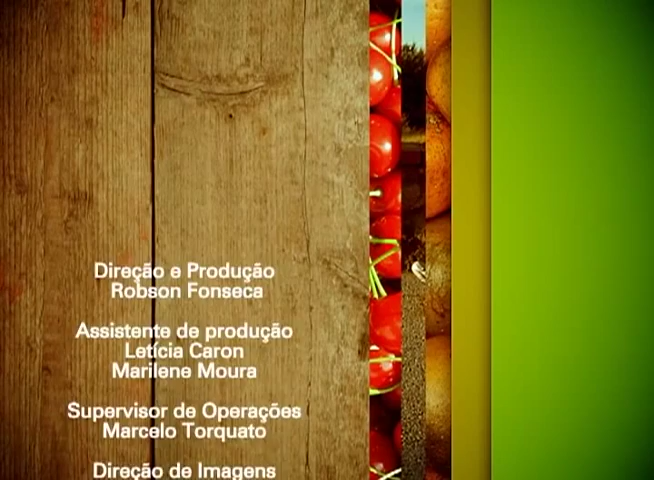 Direção e Produção
Robson Fonseca
Assistente de produção
Letícia Caron
Marilene Moura
Supervisor de Operações
Marcelo Torquato
Direção de Imagens